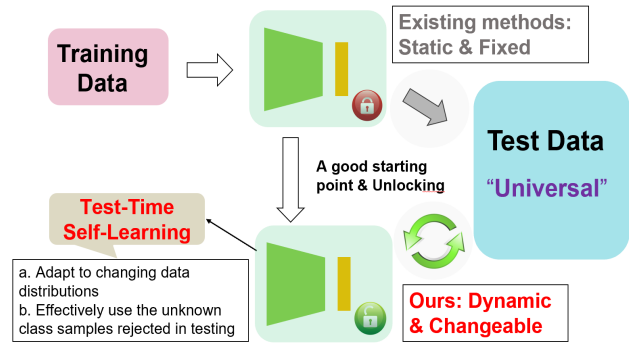 Training
Data
Existing methods:
Static & Fixed
Test Data
“Universal”
A good starting
point & Unlocking
Test-Time
Self-Learning
a. Adapt to changing data
distributions
b. Effectively use the unknown
class samples rejected in testing
Ours: Dynamic
& Changeable